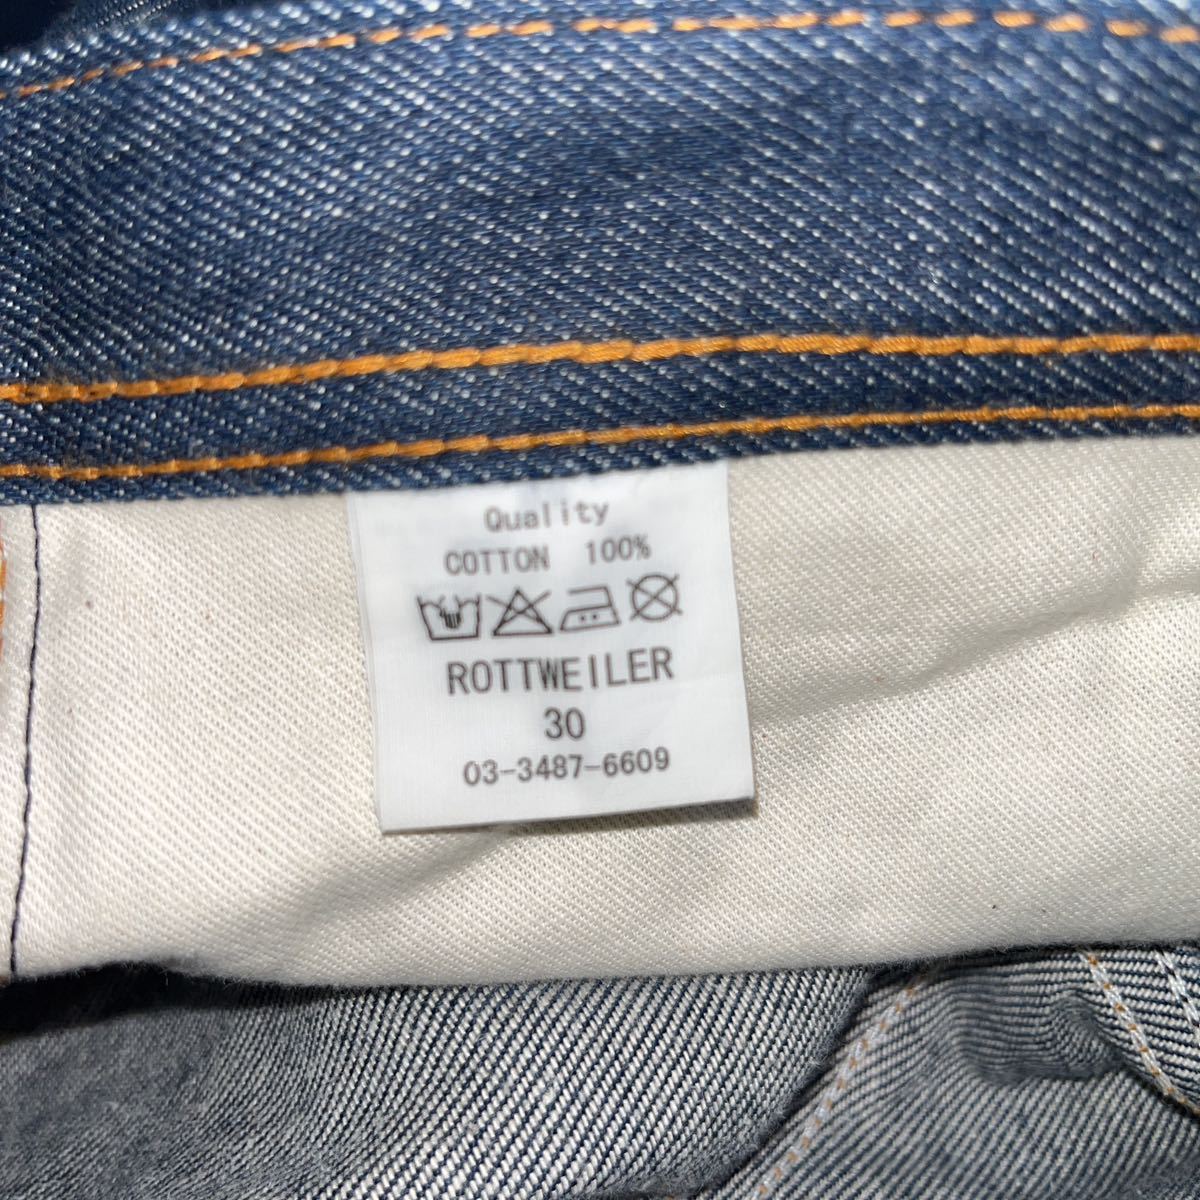 Quality
COTTON 100%
ROTTWEILER
30
03-3487-6609